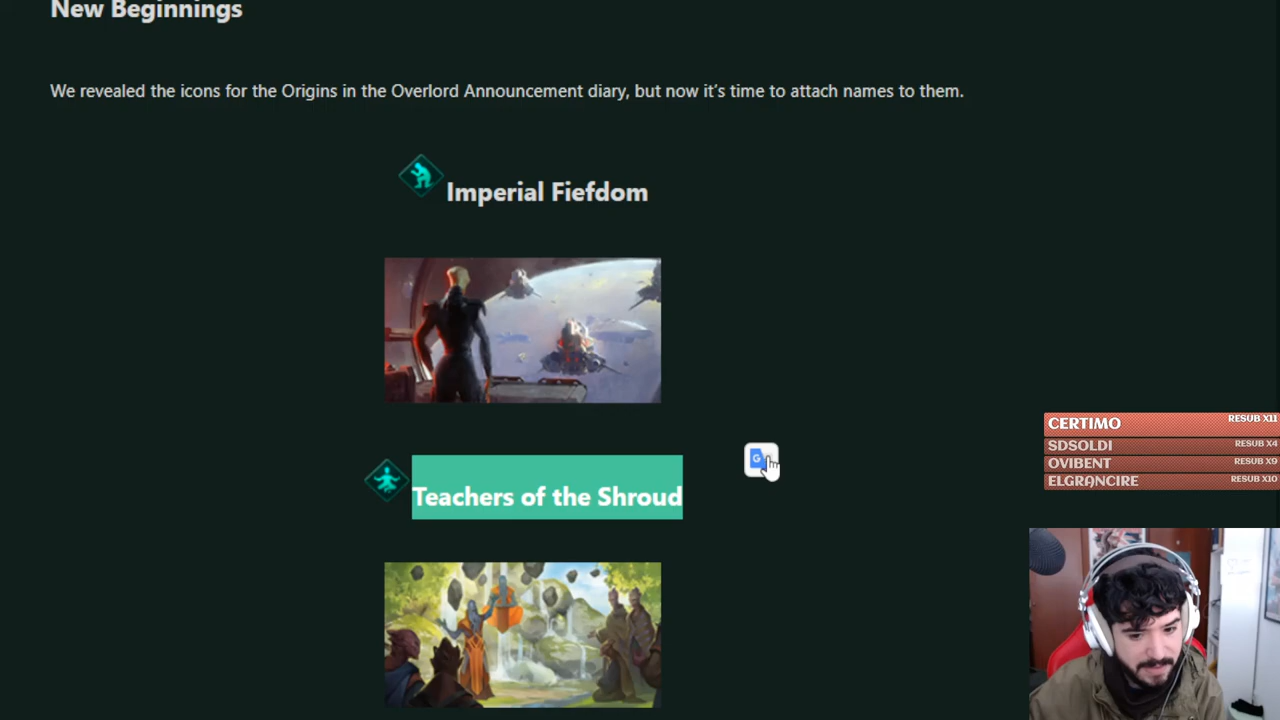 New Beginnings
We revealed the icons for the Origins in the Overlord Announcement diary, but now it’s time to attach names to them.
Imperial Fiefdom
Teachers of the Shroud
G
CERTIMO RESUB X11
SDSOLDI RESUB X4
OVIBENT RESUB X9
ELGRANCIRE RESUB X10